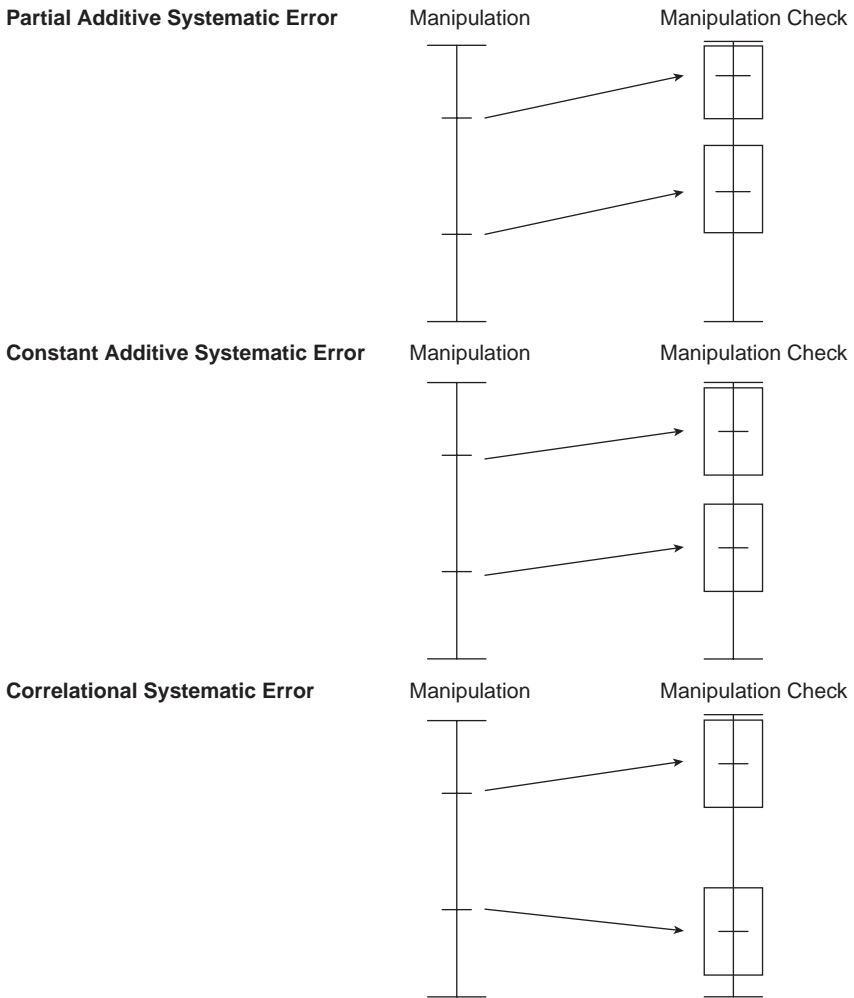 Partial Additive Systematic Error Manipulation Manipulation Check
Constant Additive Systematic Error Manipulation Manipulation Check
Correlational Systematic Error Manipulation Manipulation Check